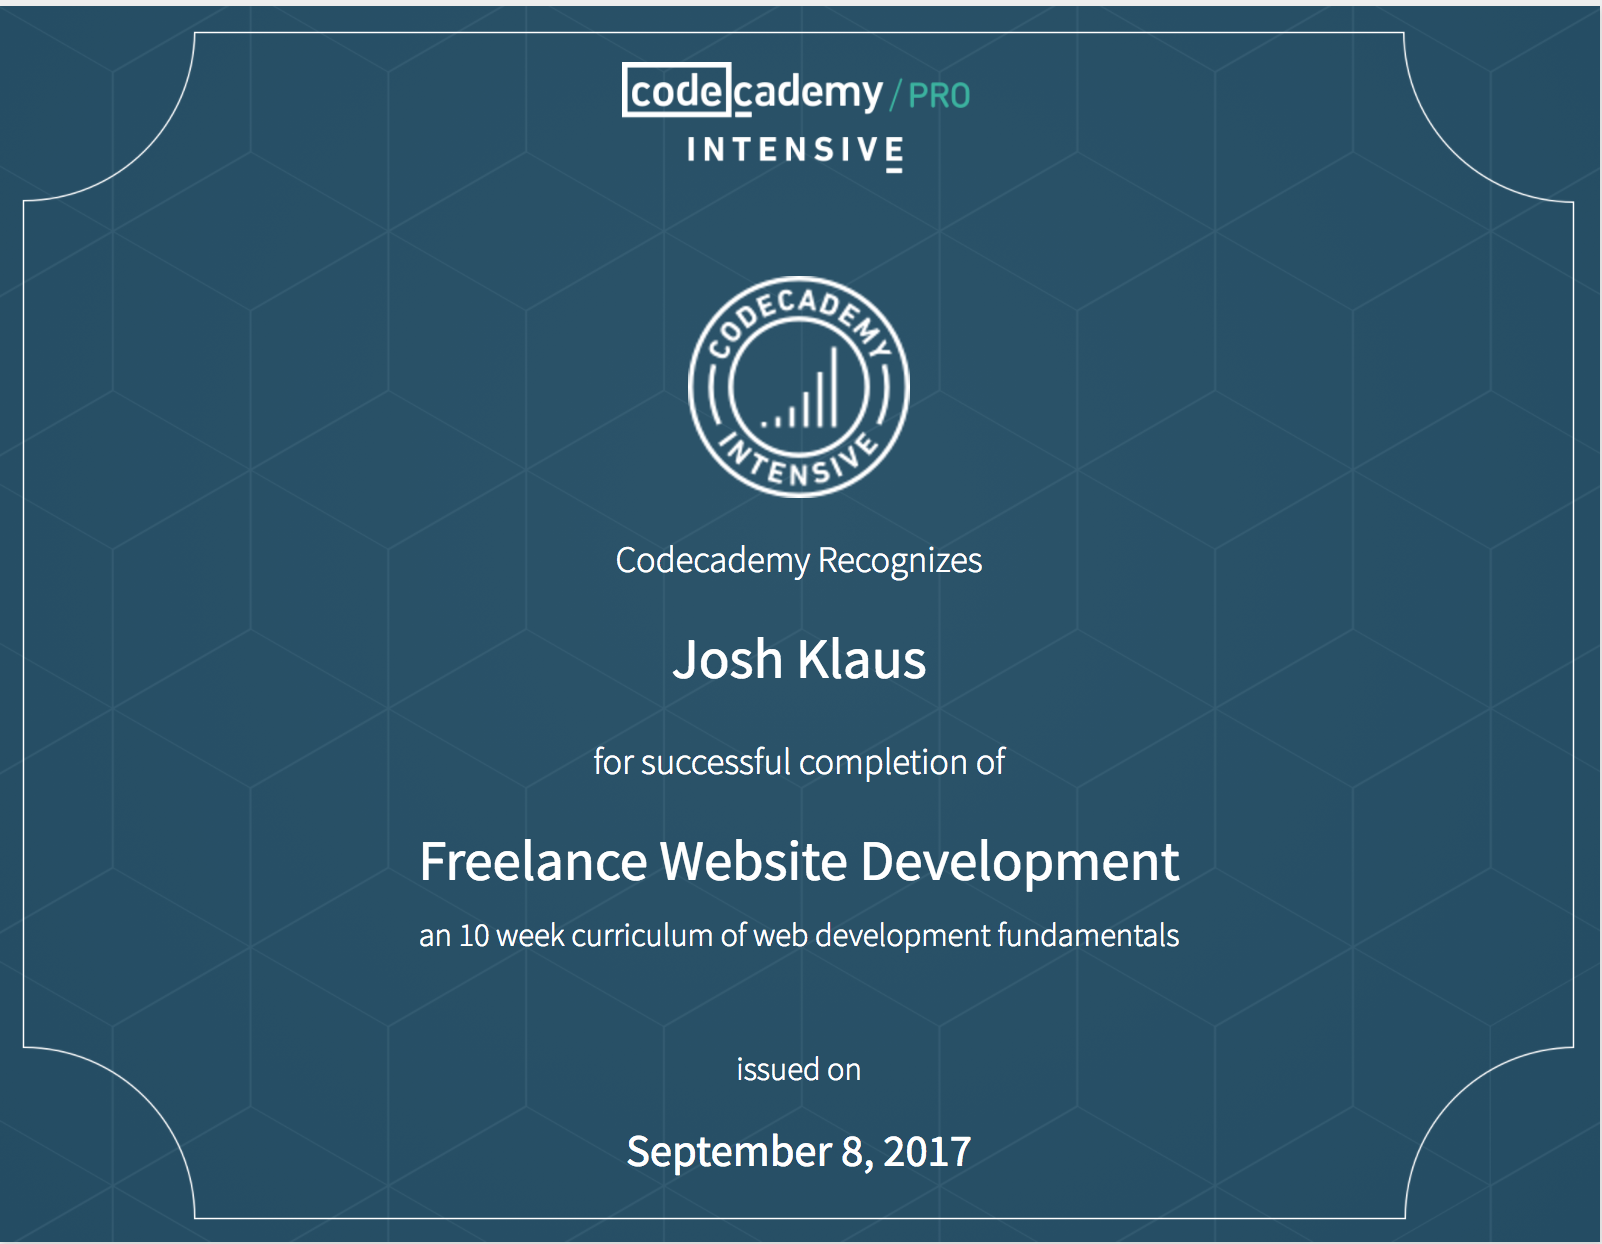 codecademy / PRO
INTENSIVE
CODECADEMY
INTENSIVE
Codecademy Recognizes
Josh Klaus
for successful completion of
Freelance Website Development
an 10 week curriculum of web development fundamentals
issued on
September 8, 2017